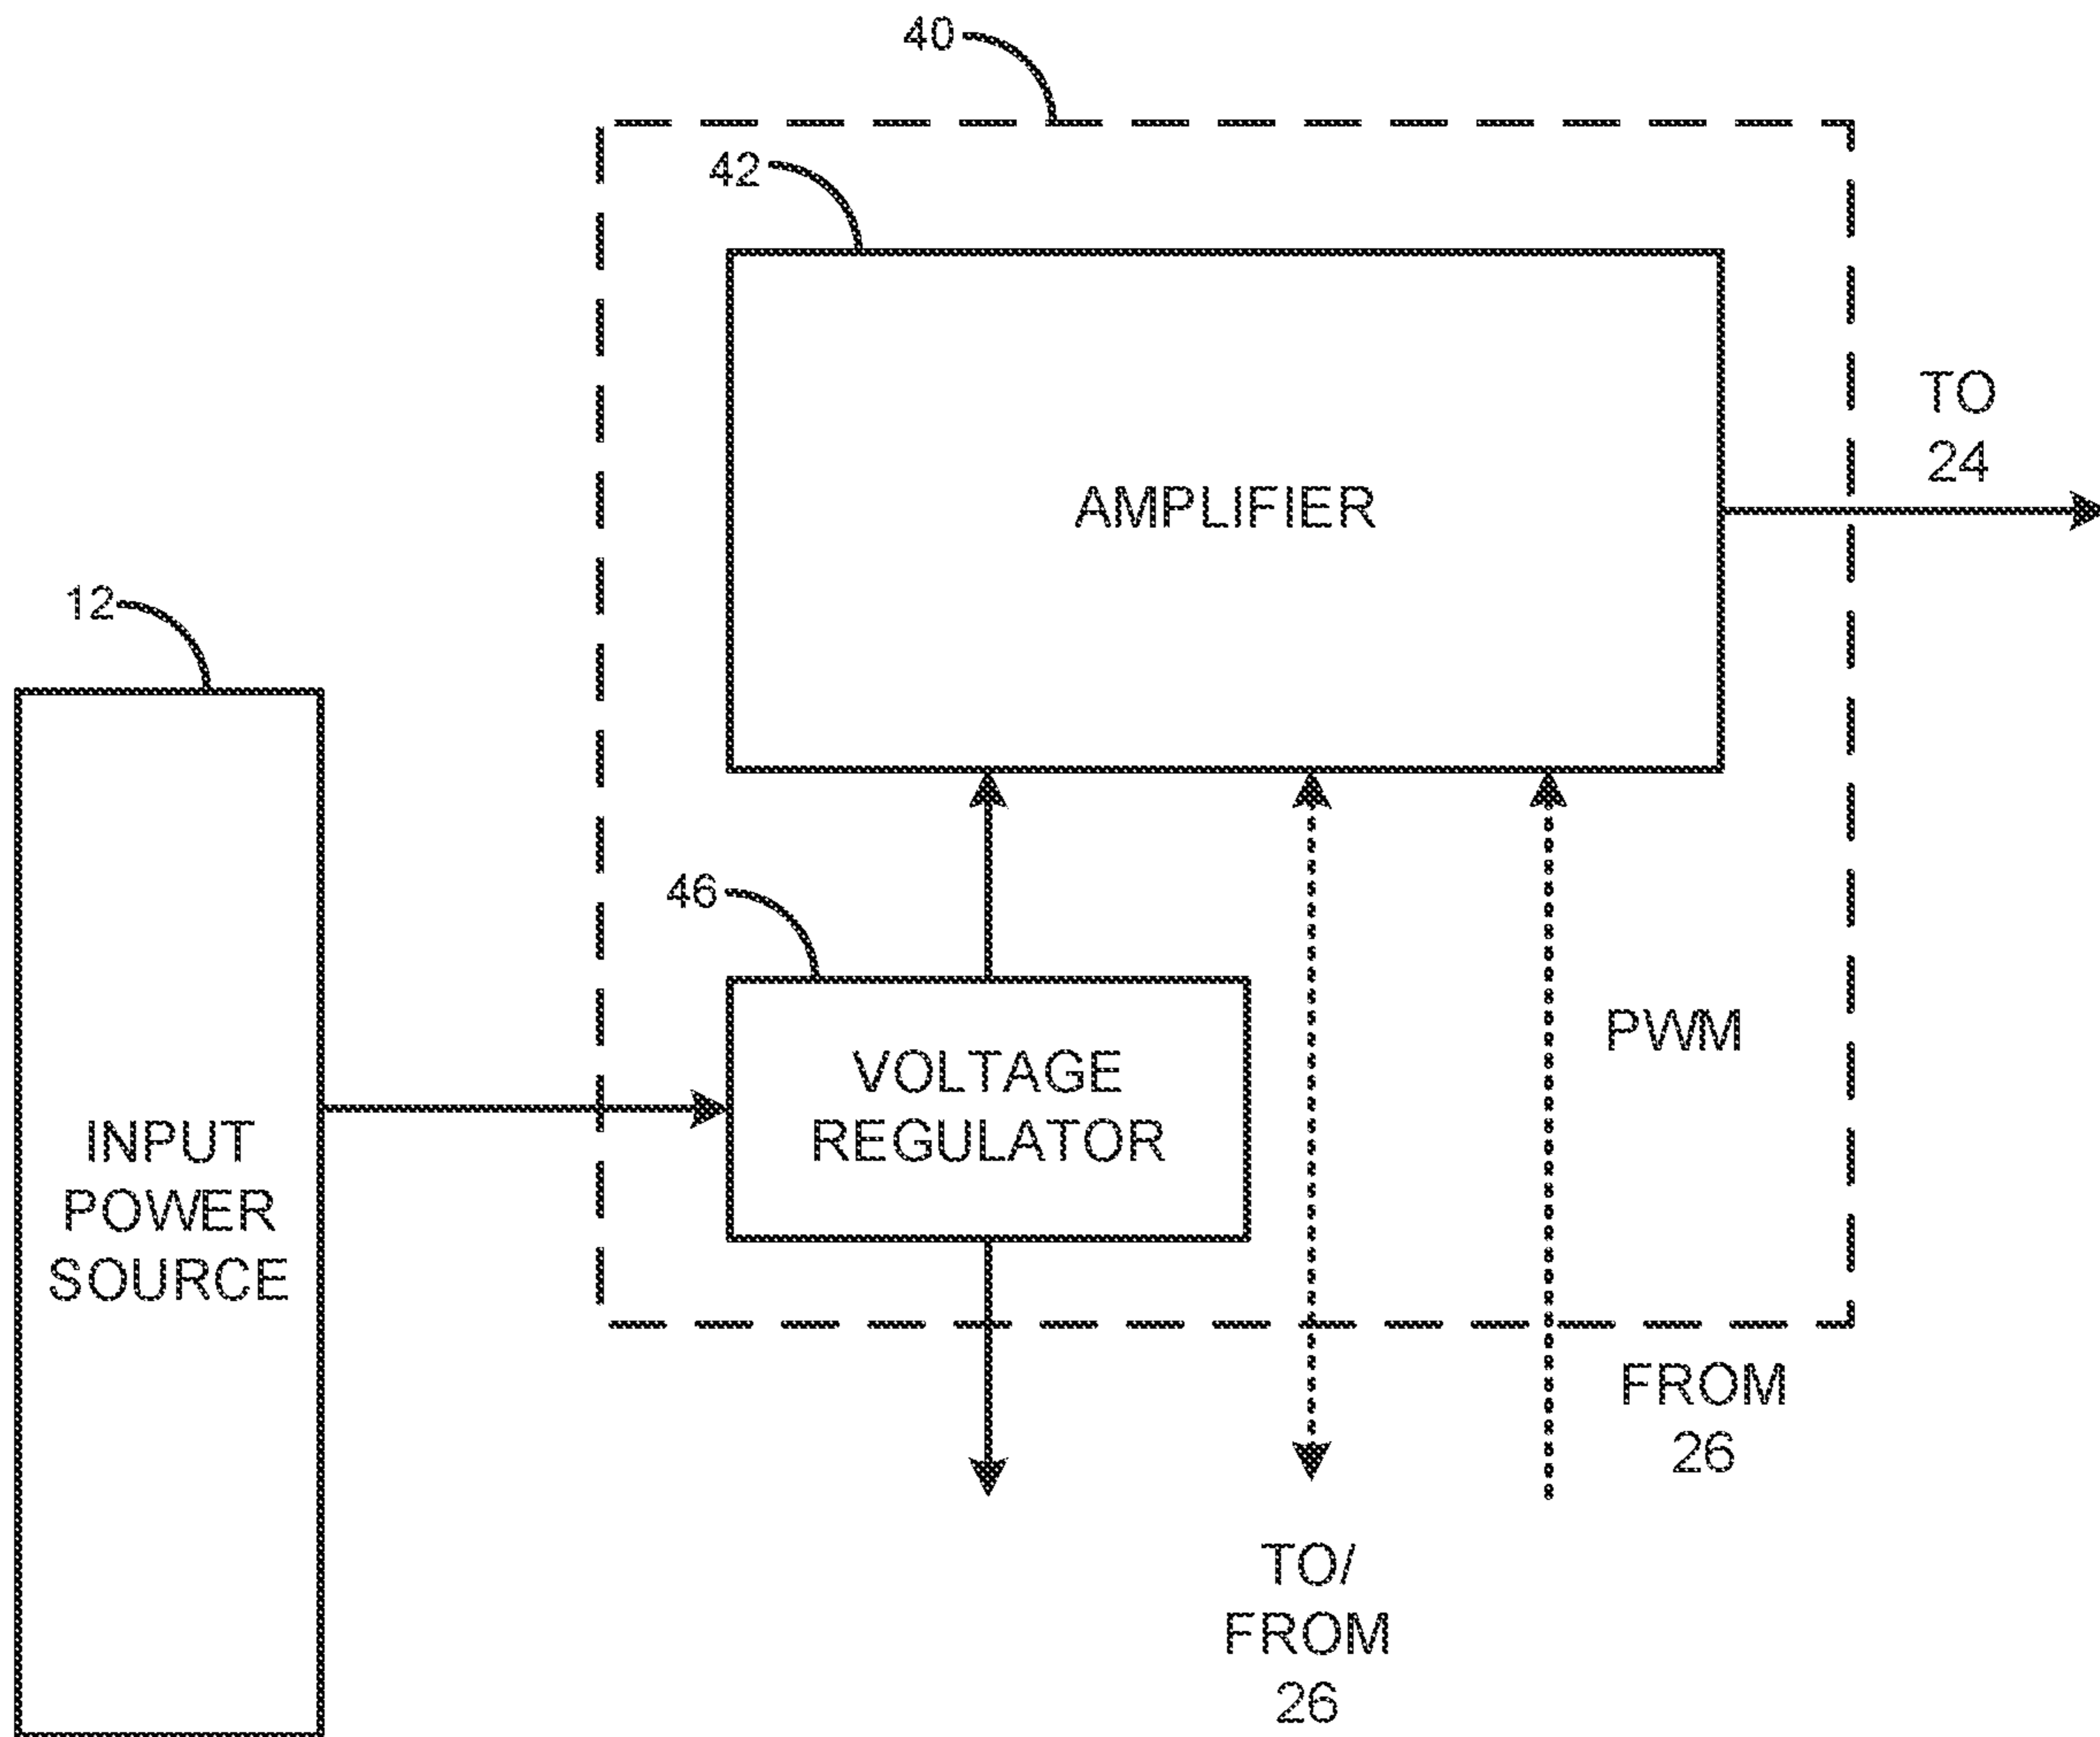 40
42
AMPLIFIER
TO
24
12
46
VOLTAGE
REGULATOR
PWM
INPUT
POWER
SOURCE
FROM
26
TO/
FROM
26